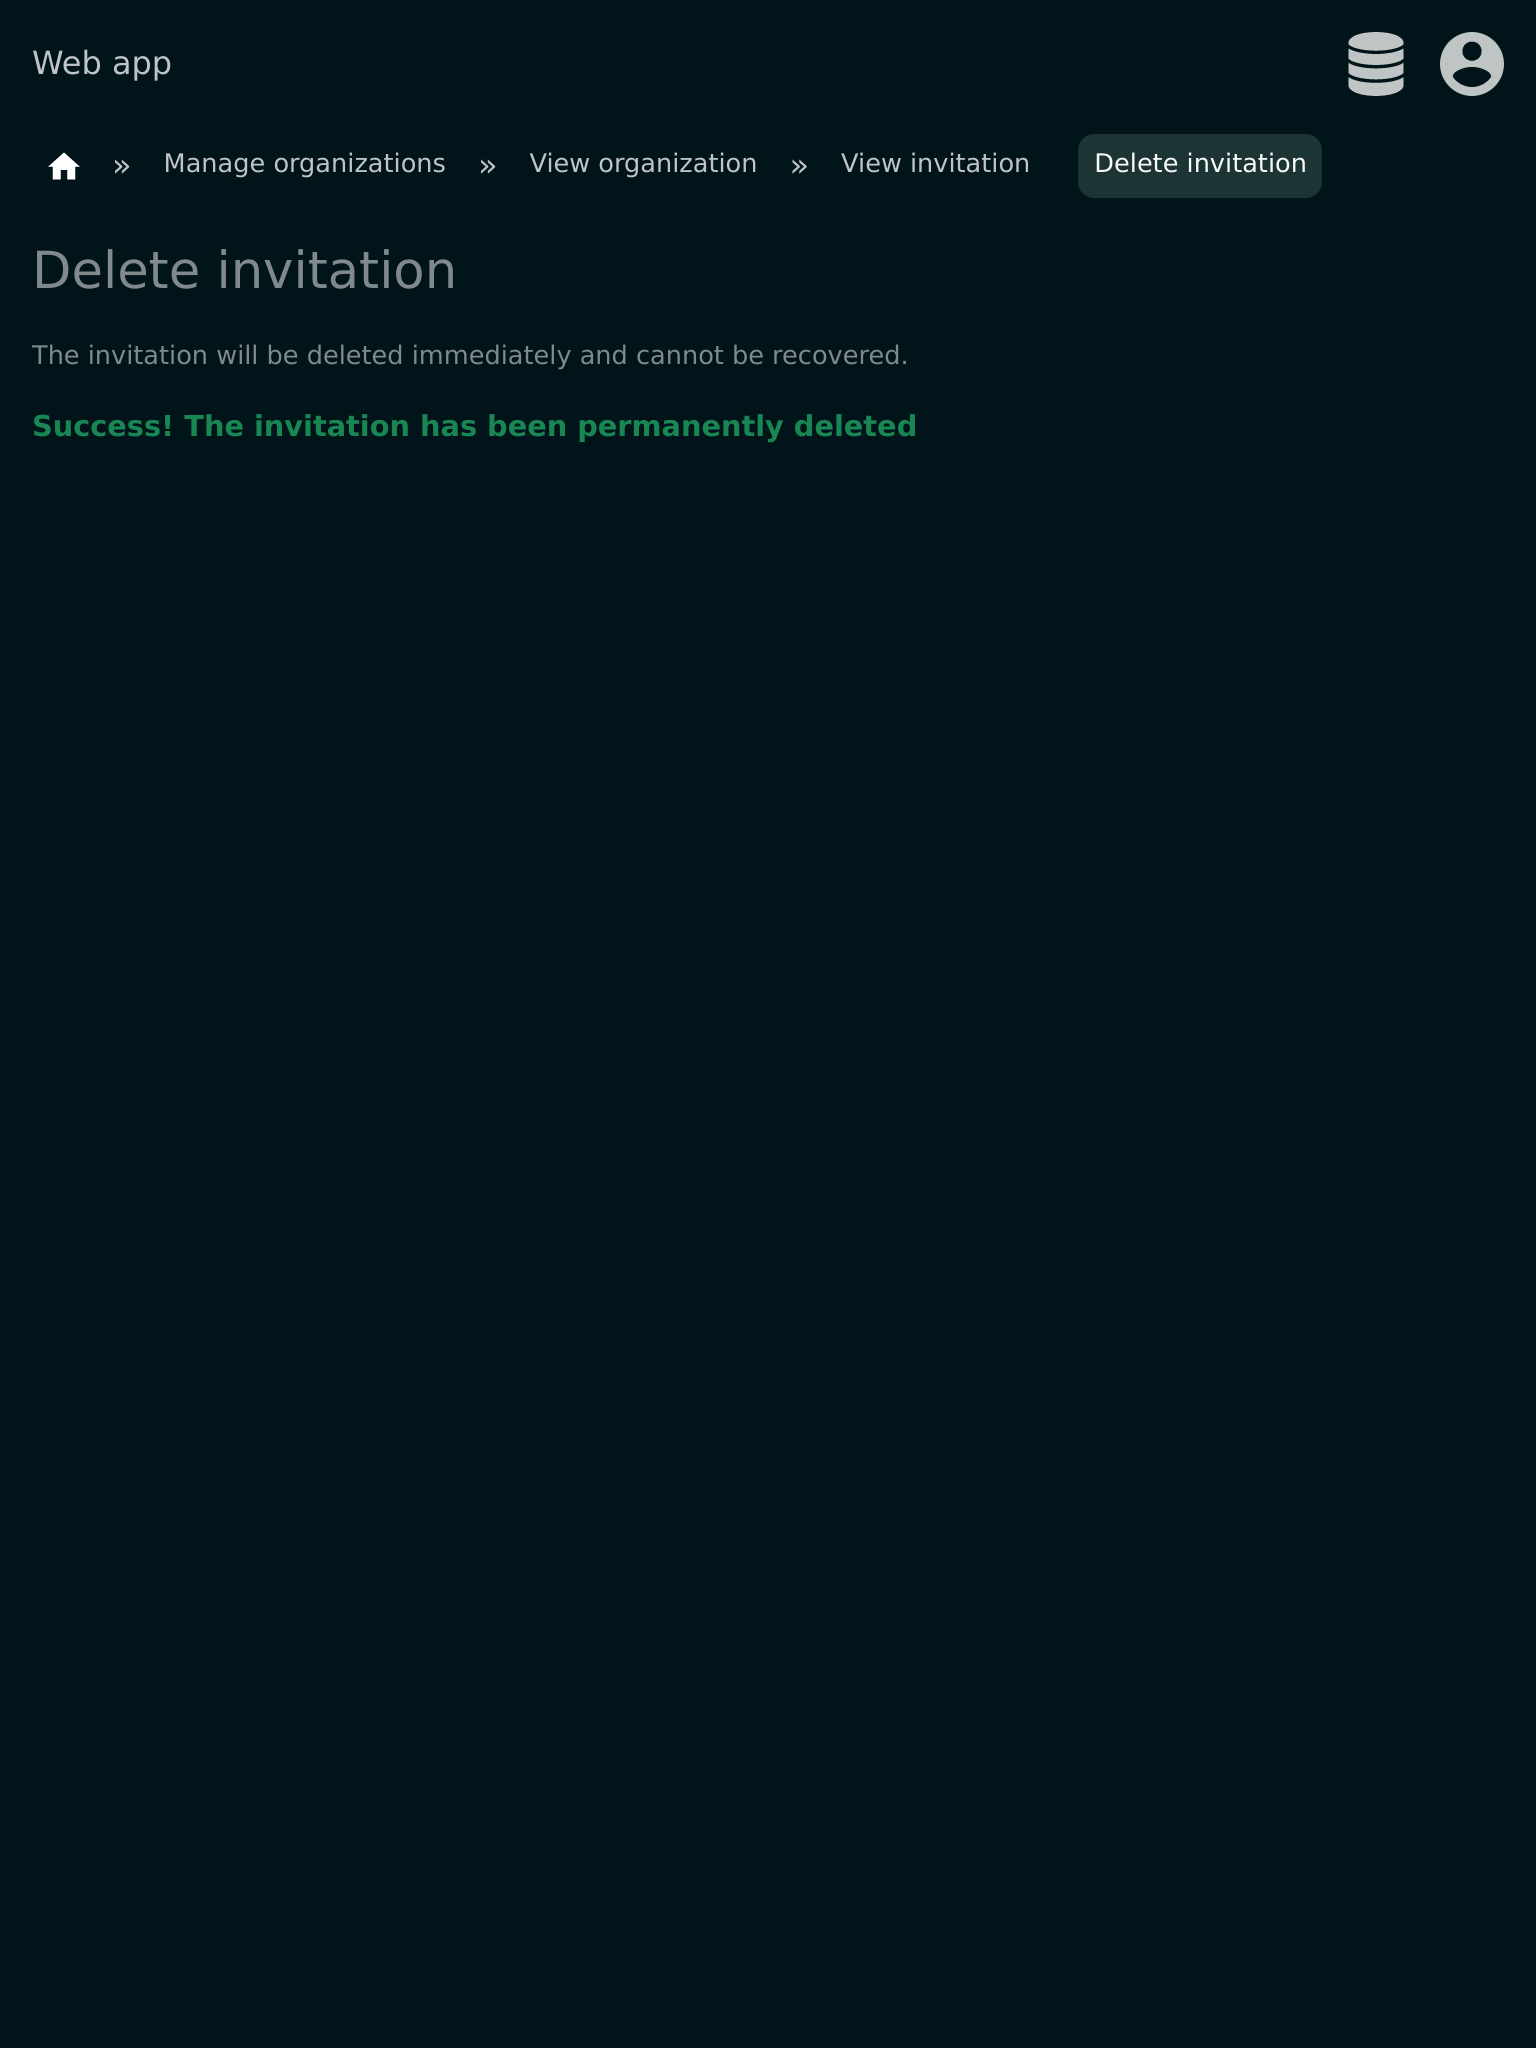 Web app
» Manage organizations » View organization » View invitation Delete invitation
Delete invitation
The invitation will be deleted immediately and cannot be recovered.
Success! The invitation has been permanently deleted